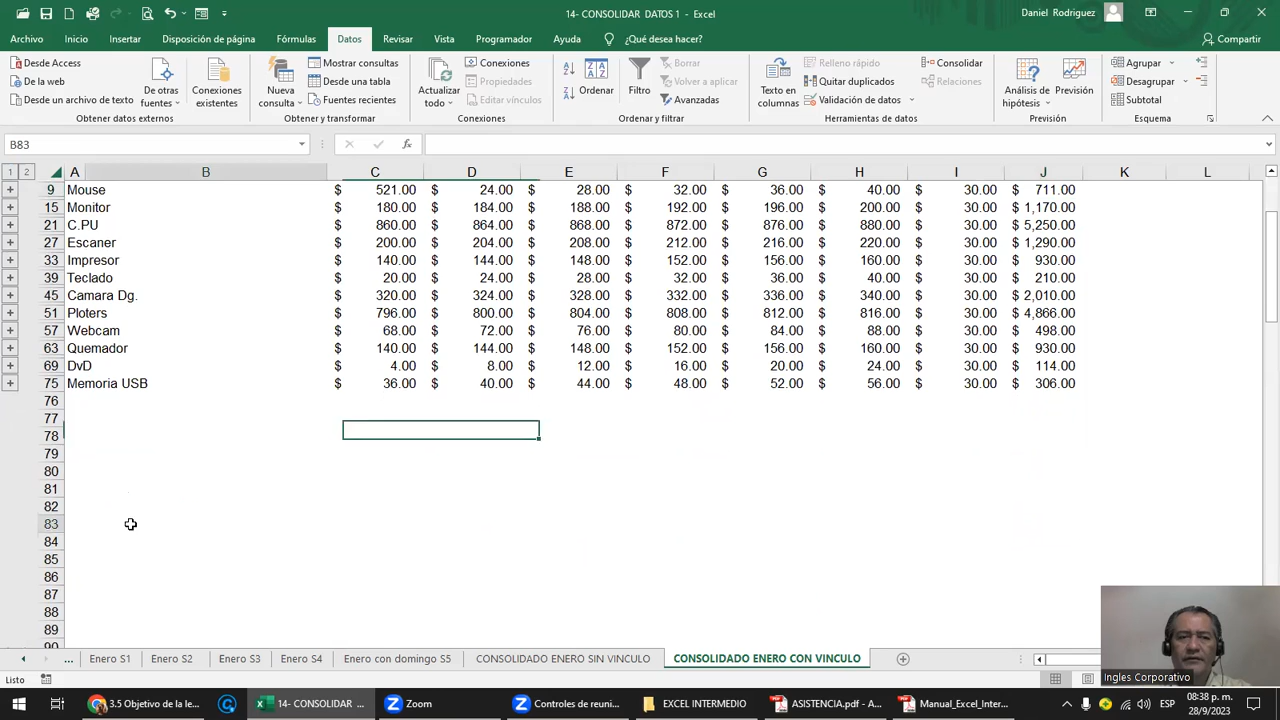 14- CONSOLIDAR DATOS 1 - Excel
Daniel Rodriguez
Archivo Inicio Insertar Disposición de página Fórmulas Datos Revisar Vista Programador Ayuda ¿Qué desea hacer? Compartir
Desde Access
De la web
Desde un archivo de texto
De otras fuentes
Conexiones existentes
Obtener datos externos
Nueva consulta
Mostrar consultas
Desde una tabla
Fuentes recientes
Obtener y transformar
Actualizar todo
Conexiones
Propiedades
Editar vínculos
Conexiones
Ordenar
Filtro
Borrar
Volver a aplicar
Avanzadas
Ordenar y filtrar
Texto en columnas
Relleno rápido
Quitar duplicados
Validación de datos
Consolidar
Relaciones
Herramientas de datos
Análisis de hipótesis
Previsión
Previsión
Agrupar
Desagrupar
Subtotal
Esquema
B83
1 2 A B C D E F G H I J K L
9 Mouse $ 521.00 $ 24.00 $ 28.00 $ 32.00 $ 36.00 $ 40.00 $ 30.00 $ 711.00
15 Monitor $ 180.00 $ 184.00 $ 188.00 $ 192.00 $ 196.00 $ 200.00 $ 30.00 $ 1,170.00
21 C.PU $ 860.00 $ 864.00 $ 868.00 $ 872.00 $ 876.00 $ 880.00 $ 30.00 $ 5,250.00
27 Escaner $ 200.00 $ 204.00 $ 208.00 $ 212.00 $ 216.00 $ 220.00 $ 30.00 $ 1,290.00
33 Impresor $ 140.00 $ 144.00 $ 148.00 $ 152.00 $ 156.00 $ 160.00 $ 30.00 $ 930.00
39 Teclado $ 20.00 $ 24.00 $ 28.00 $ 32.00 $ 36.00 $ 40.00 $ 30.00 $ 210.00
45 Camara Dg. $ 320.00 $ 324.00 $ 328.00 $ 332.00 $ 336.00 $ 340.00 $ 30.00 $ 2,010.00
51 Ploters $ 796.00 $ 800.00 $ 804.00 $ 808.00 $ 812.00 $ 816.00 $ 30.00 $ 4,866.00
57 Webcam $ 68.00 $ 72.00 $ 76.00 $ 80.00 $ 84.00 $ 88.00 $ 30.00 $ 498.00
63 Quemador $ 140.00 $ 144.00 $ 148.00 $ 152.00 $ 156.00 $ 160.00 $ 30.00 $ 930.00
69 DvD $ 4.00 $ 8.00 $ 12.00 $ 16.00 $ 20.00 $ 24.00 $ 30.00 $ 114.00
75 Memoria USB $ 36.00 $ 40.00 $ 44.00 $ 48.00 $ 52.00 $ 56.00 $ 30.00 $ 306.00
76
77
78
79
80
81
82
83
84
85
86
87
88
89
90
Ingles Corporativo
... Enero S1 Enero S2 Enero S3 Enero S4 Enero con domingo S5 CONSOLIDADO ENERO SIN VINCULO CONSOLIDADO ENERO CON VINCULO
Listo
3.5 Objetivo de la le... 14- CONSOLIDAR ... Zoom Controles de reuni... EXCEL INTERMEDIO ASISTENCIA.pdf - A... Manual_Excel_Inter... ESP 08:38 p. m.
28/9/2023